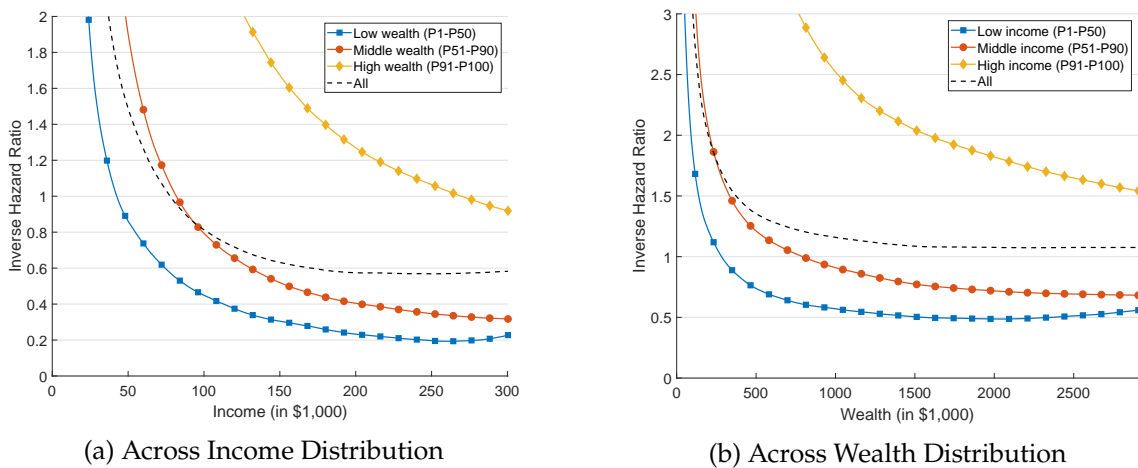 2
1.8
1.6
1.4
1.2
1
0.8
0.6
0.4
0.2
0
Inverse Hazard Ratio
Low wealth (P1-P50)
Middle wealth (P51-P90)
High wealth (P91-P100)
All
0 50 100 150 200 250 300
Income (in $1,000)
(a) Across Income Distribution
3
2.5
2
1.5
1
0.5
0
Inverse Hazard Ratio
Low income (P1-P50)
Middle income (P51-P90)
High income (P91-P100)
All
0 500 1000 1500 2000 2500
Wealth (in $1,000)
(b) Across Wealth Distribution